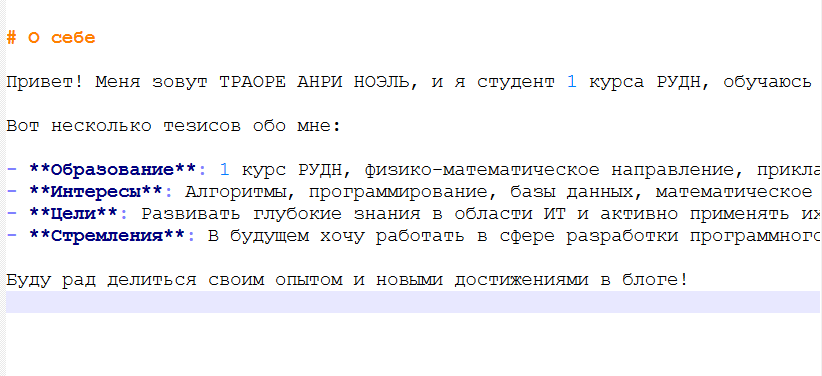 # О себе
Привет! Меня зовут ТРАОРЕ АНРИ НОЭЛЬ, и я студент 1 курса РУДН, обучаюсь
Вот несколько тезисов обо мне:
- **Образование**: 1 курс РУДН, физико-математическое направление, прикла
- **Интересы**: Алгоритмы, программирование, базы данных, математическое
- **Цели**: Развивать глубокие знания в области ИТ и активно применять их
- **Стремления**: В будущем хочу работать в сфере разработки программного
Буду рад делиться своим опытом и новыми достижениями в блоге!